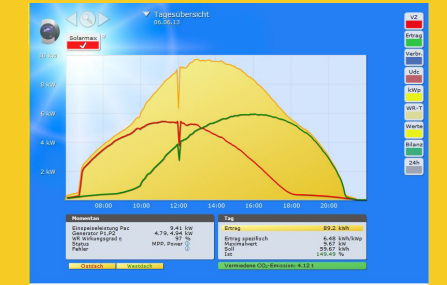 Tagesübersicht
06.06.13
Solarmax
10 kW
8 kW
6 kW
4 kW
2 kW
08:00 10:00 12:00 14:00 16:00 18:00 20:00
VZ
Ertrag
Verbr.
Udc
kWp
WR-T
Werte
Bilanz
24h
Momentan
Einspeiseleistung Pac 9.41 kW
Generator P1,P2 4.79, 4.94 kW
WR Wirkungsgrad η 97 %
Status MPP, Power
Fehler
Tag
Ertrag 89.2 kWh
Ertrag spezifisch 6.48 kWh/kWp
Maximalwert 9.67 kW
Soll 59.67 kWh
Ist 149.49 %
Ostdach Westdach
Vermiedene CO₂-Emission: 4.12 t